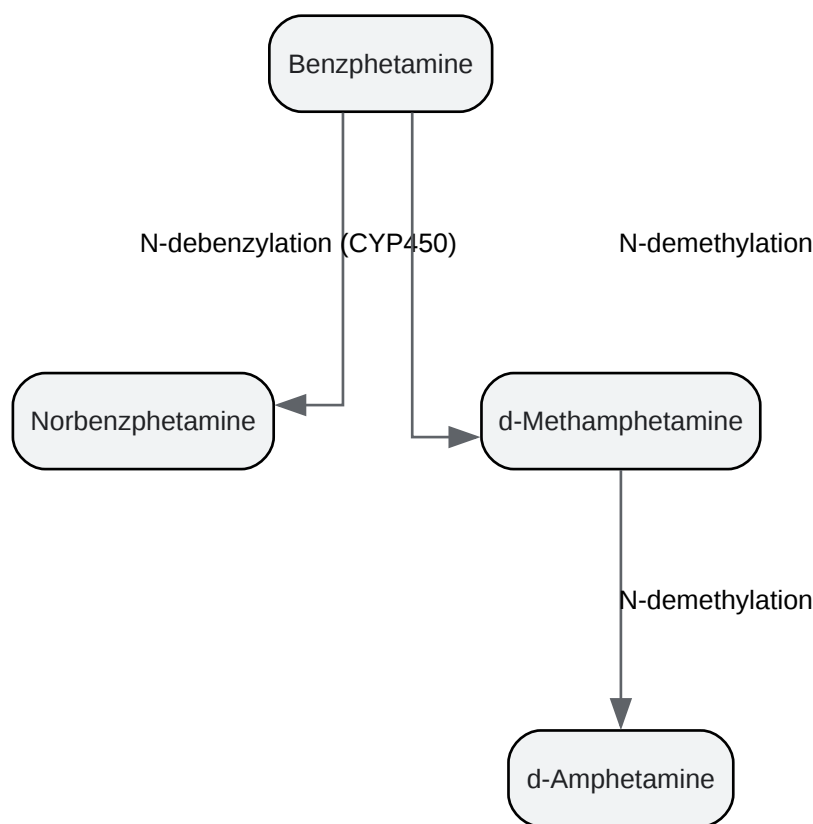 Benzphetamine
N-debenzylation (CYP450)
N-demethylation
Norbenzphetamine
d-Methamphetamine
N-demethylation
d-Amphetamine